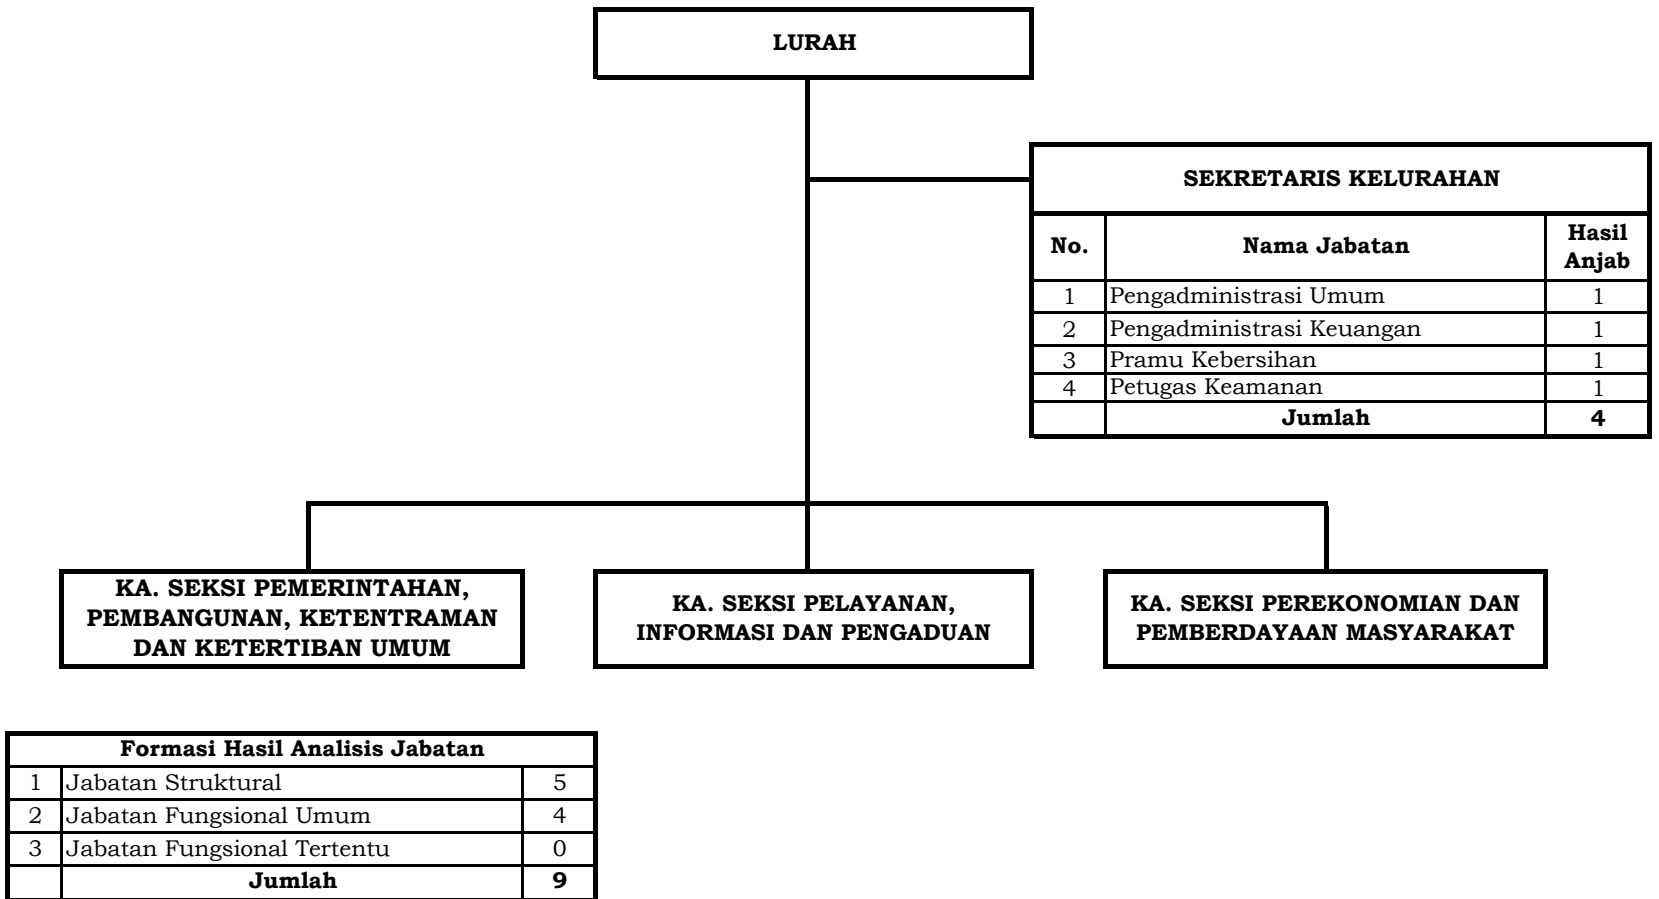 LURAH
SEKRETARIS KELURAHAN
No. Nama Jabatan Hasil Anjab
1 Pengadministrasi Umum 1
2 Pengadministrasi Keuangan 1
3 Pramu Kebersihan 1
4 Petugas Keamanan 1
Jumlah 4
KA. SEKSI PEMERINTAHAN,
PEMBANGUNAN, KETENTRAMAN
DAN KETERTIBAN UMUM
KA. SEKSI PELAYANAN,
INFORMASI DAN PENGADUAN
KA. SEKSI PEREKONOMIAN DAN
PEMBERDAYAAN MASYARAKAT
Formasi Hasil Analisis Jabatan
1 Jabatan Struktural 5
2 Jabatan Fungsional Umum 4
3 Jabatan Fungsional Tertentu 0
Jumlah 9